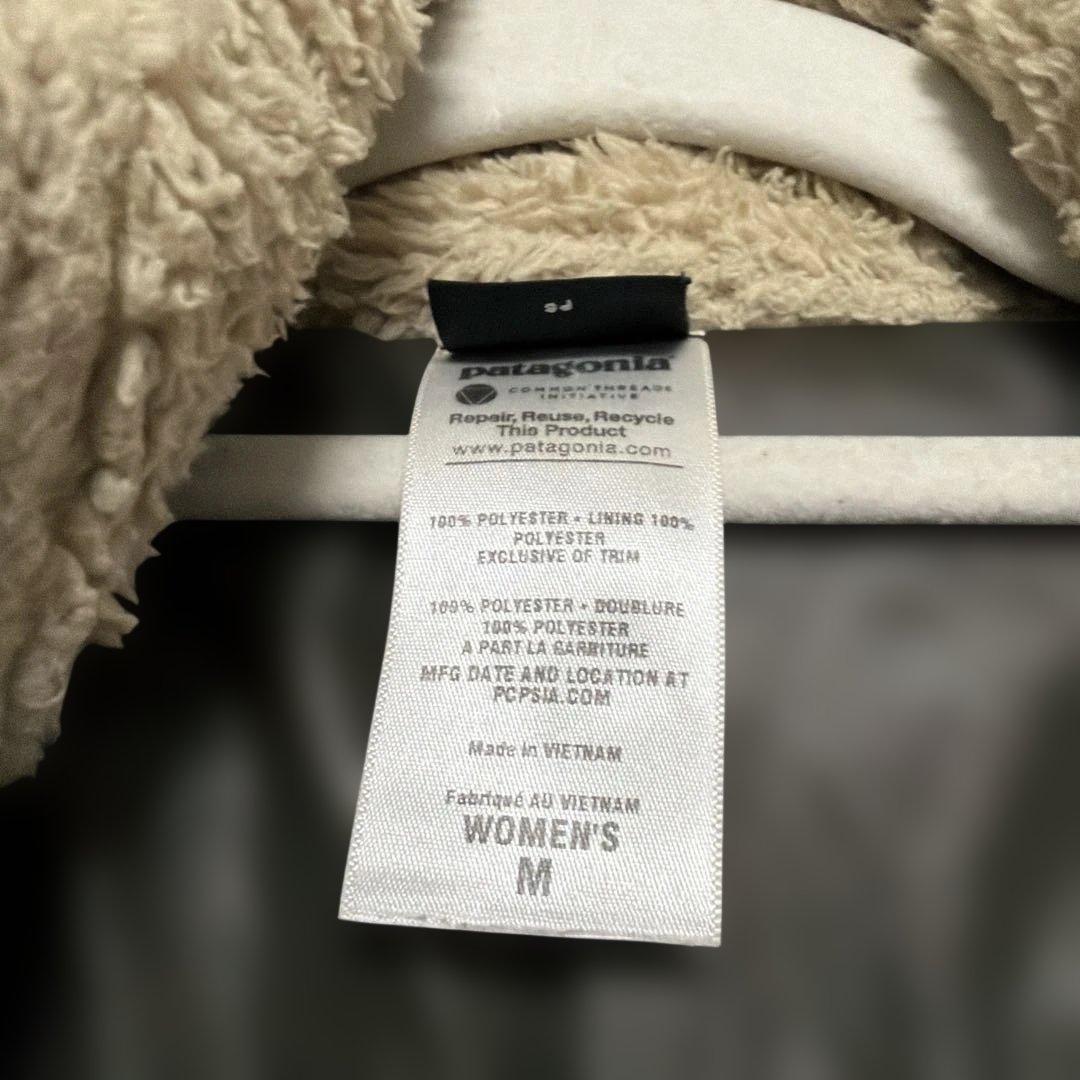 patagonia
COMMON THREADS
INITIATIVE
Repair, Reuse, Recycle
This Product
www.patagonia.com
100% POLYESTER • LINING 100%
POLYESTER
EXCLUSIVE OF TRIM
100% POLYESTER • DOUBLURE
100% POLYESTER
A PART LA GARNITURE
MFG DATE AND LOCATION AT
PCPSIA.COM
Made in VIETNAM
Fabriqué AU VIETNAM
WOMEN'S
M